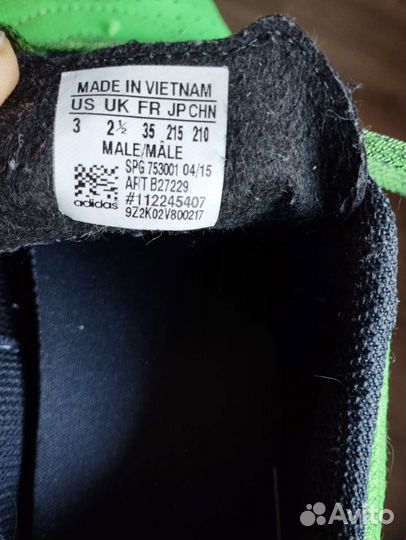 MADE IN VIETNAM
US UK FR JP CHN
3 2½ 35 215 210
MALE/MÂLE
SPG 753001 04/15
ART B27229
#112245407
9Z2K02V800217
adidas
Avito